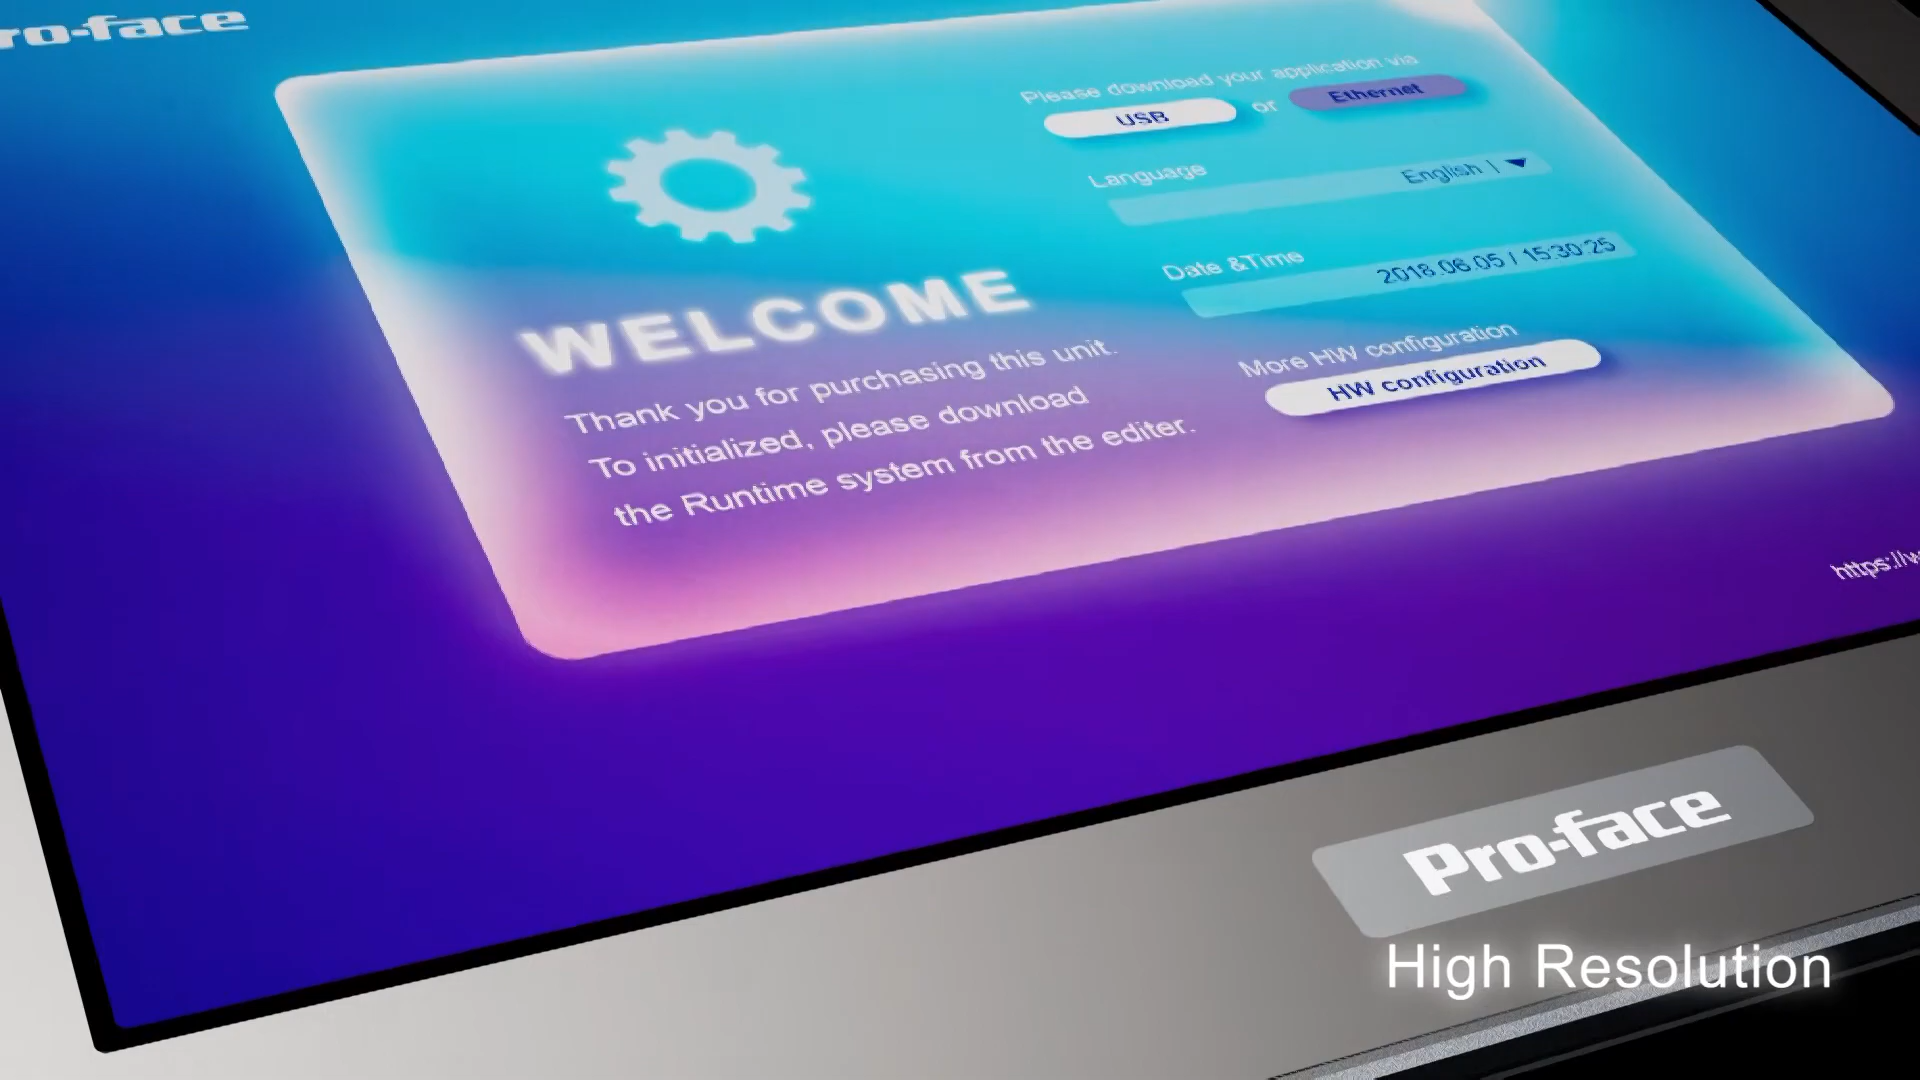 ro-face
WELCOME
Thank you for purchasing this unit.
To initialized, please download
the Runtime system from the editer.
Please download your application via
USB or Ethernet
Language
English |
Date &Time
2018.06.05 / 15:30:25
More HW configuration
HW configuration
https://w
Pro-face
High Resolution